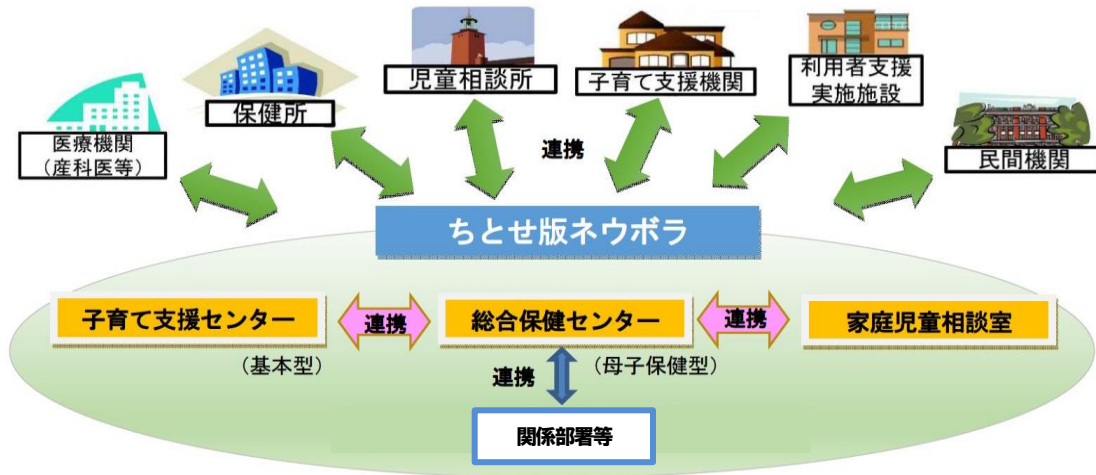 児童相談所
子育て支援機関
利用者支援
実施施設
保健所
医療機関
（産科医等）
民間機関
連携
ちとせ版ネウボラ
子育て支援センター
連携
総合保健センター
連携
家庭児童相談室
（基本型）
連携
（母子保健型）
関係部署等